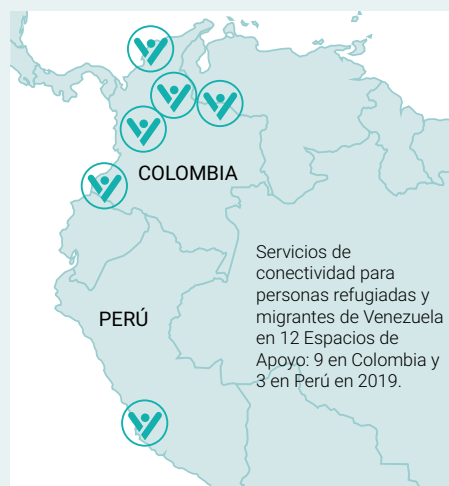 COLOMBIA
Servicios de
conectividad para
personas refugiadas y
migrantes de Venezuela
en 12 Espacios de
Apoyo: 9 en Colombia y
3 en Perú en 2019.
PERÚ